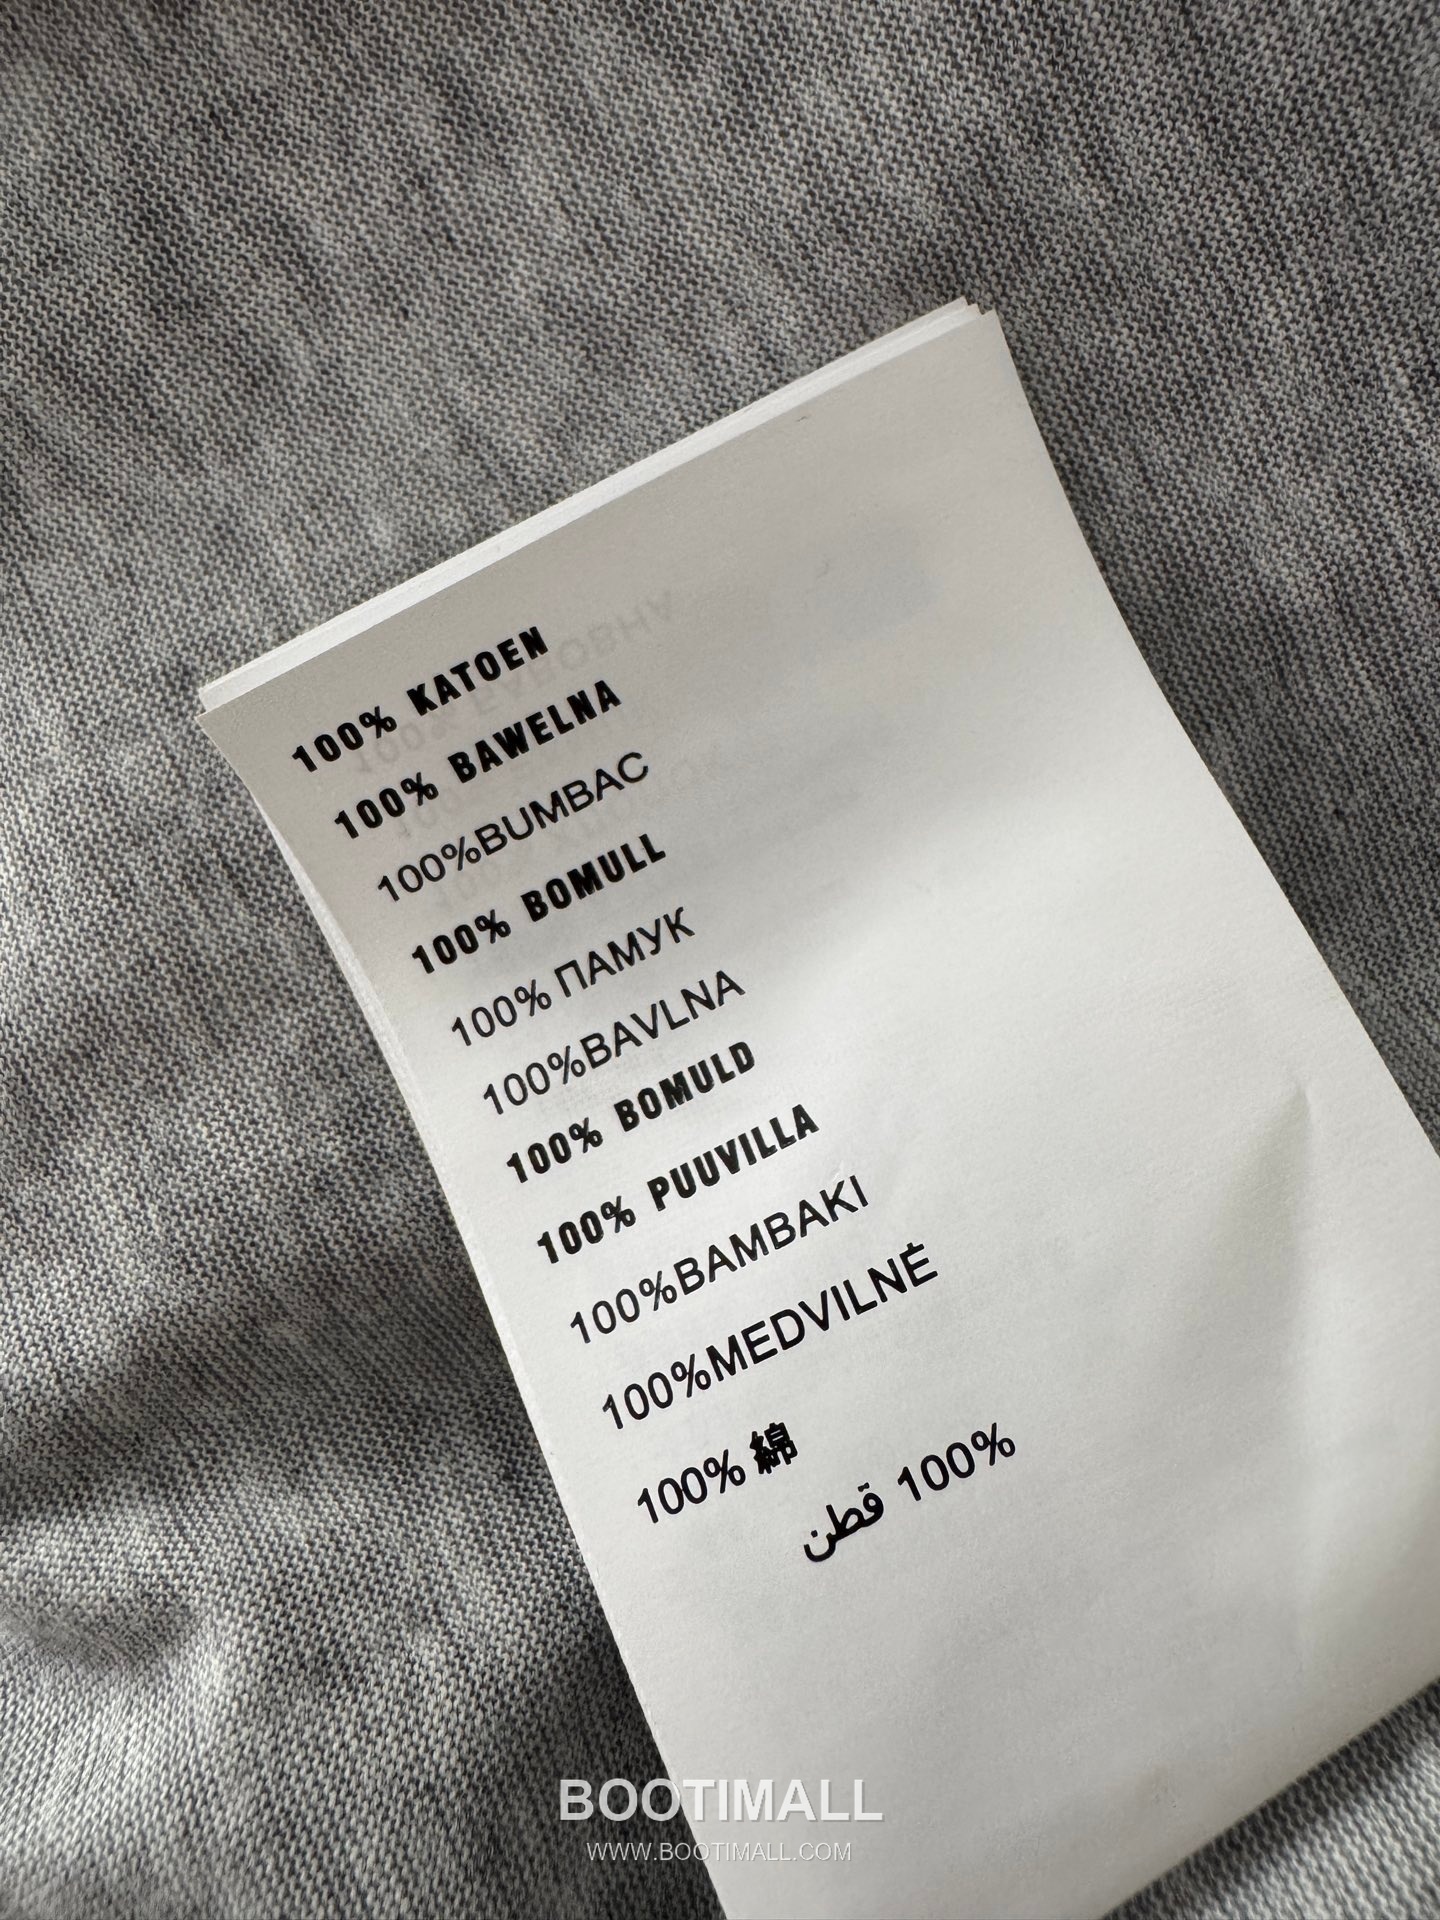 100% KATOEN
100% BAWELNA
100%BUMBAC
100% BOMULL
100% ПАМУК
100%BAVLNA
100% BOMULD
100% PUUVILLA
100%BAMBAKI
100%MEDVILNĖ
100% 綿
100% قطن
BOOTIMALL
WWW.BOOTIMALL.COM